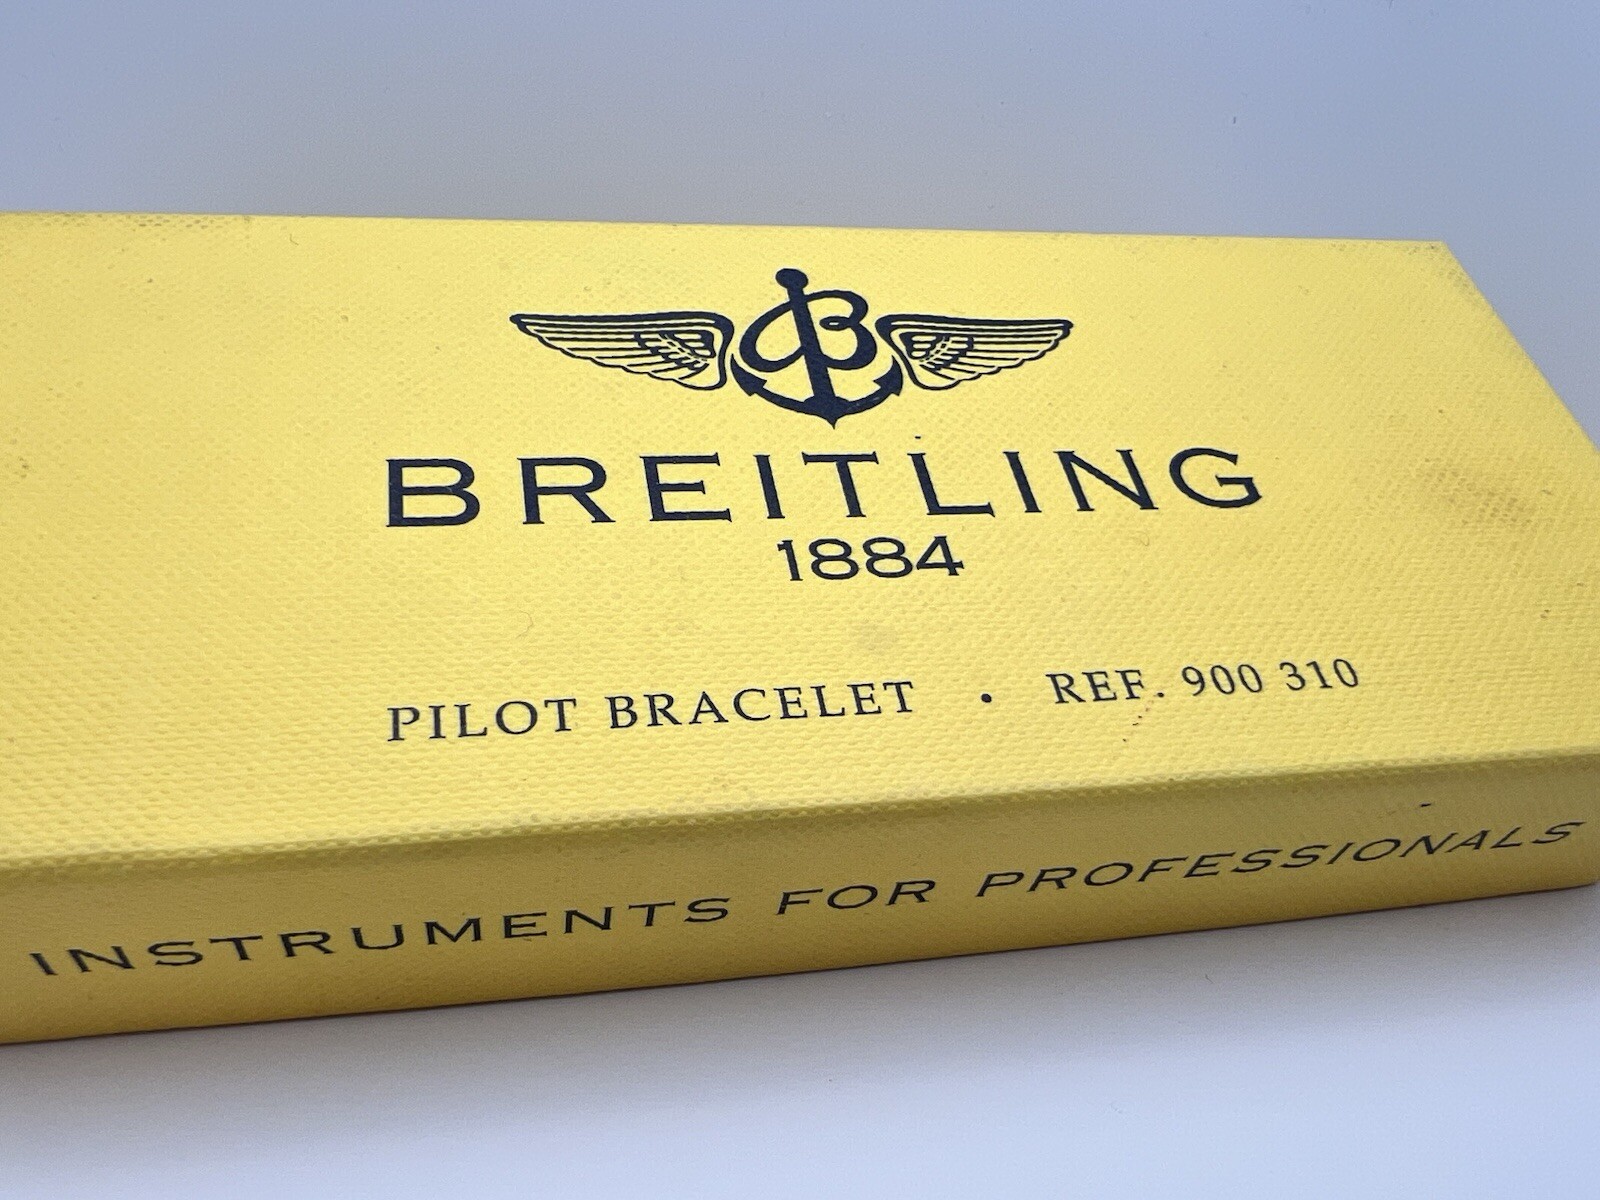 BREITLING
1884
PILOT BRACELET • REF. 900 310
INSTRUMENTS FOR PROFESSIONALS